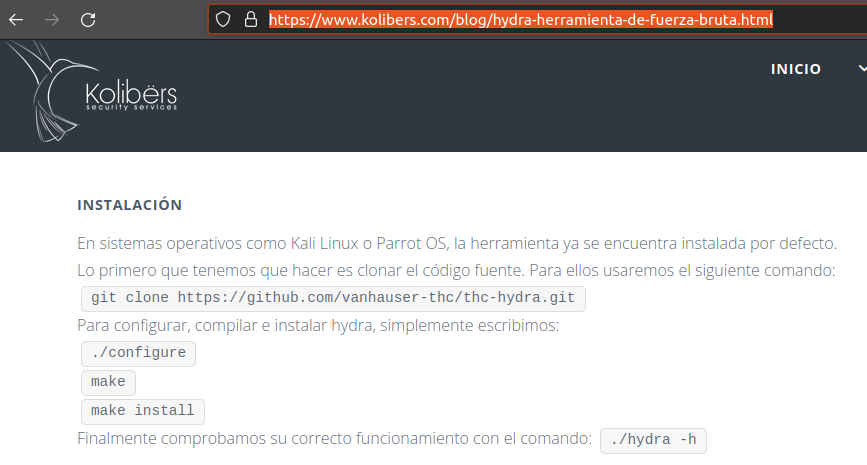 https://www.kolibers.com/blog/hydra-herramienta-de-fuerza-bruta.html
Kolibërs
security services
INICIO
INSTALACIÓN
En sistemas operativos como Kali Linux o Parrot OS, la herramienta ya se encuentra instalada por defecto.
Lo primero que tenemos que hacer es clonar el código fuente. Para ellos usaremos el siguiente comando:
git clone https://github.com/vanhauser-thc/thc-hydra.git
Para configurar, compilar e instalar hydra, simplemente escribimos:
./configure
make
make install
Finalmente comprobamos su correcto funcionamiento con el comando: ./hydra -h